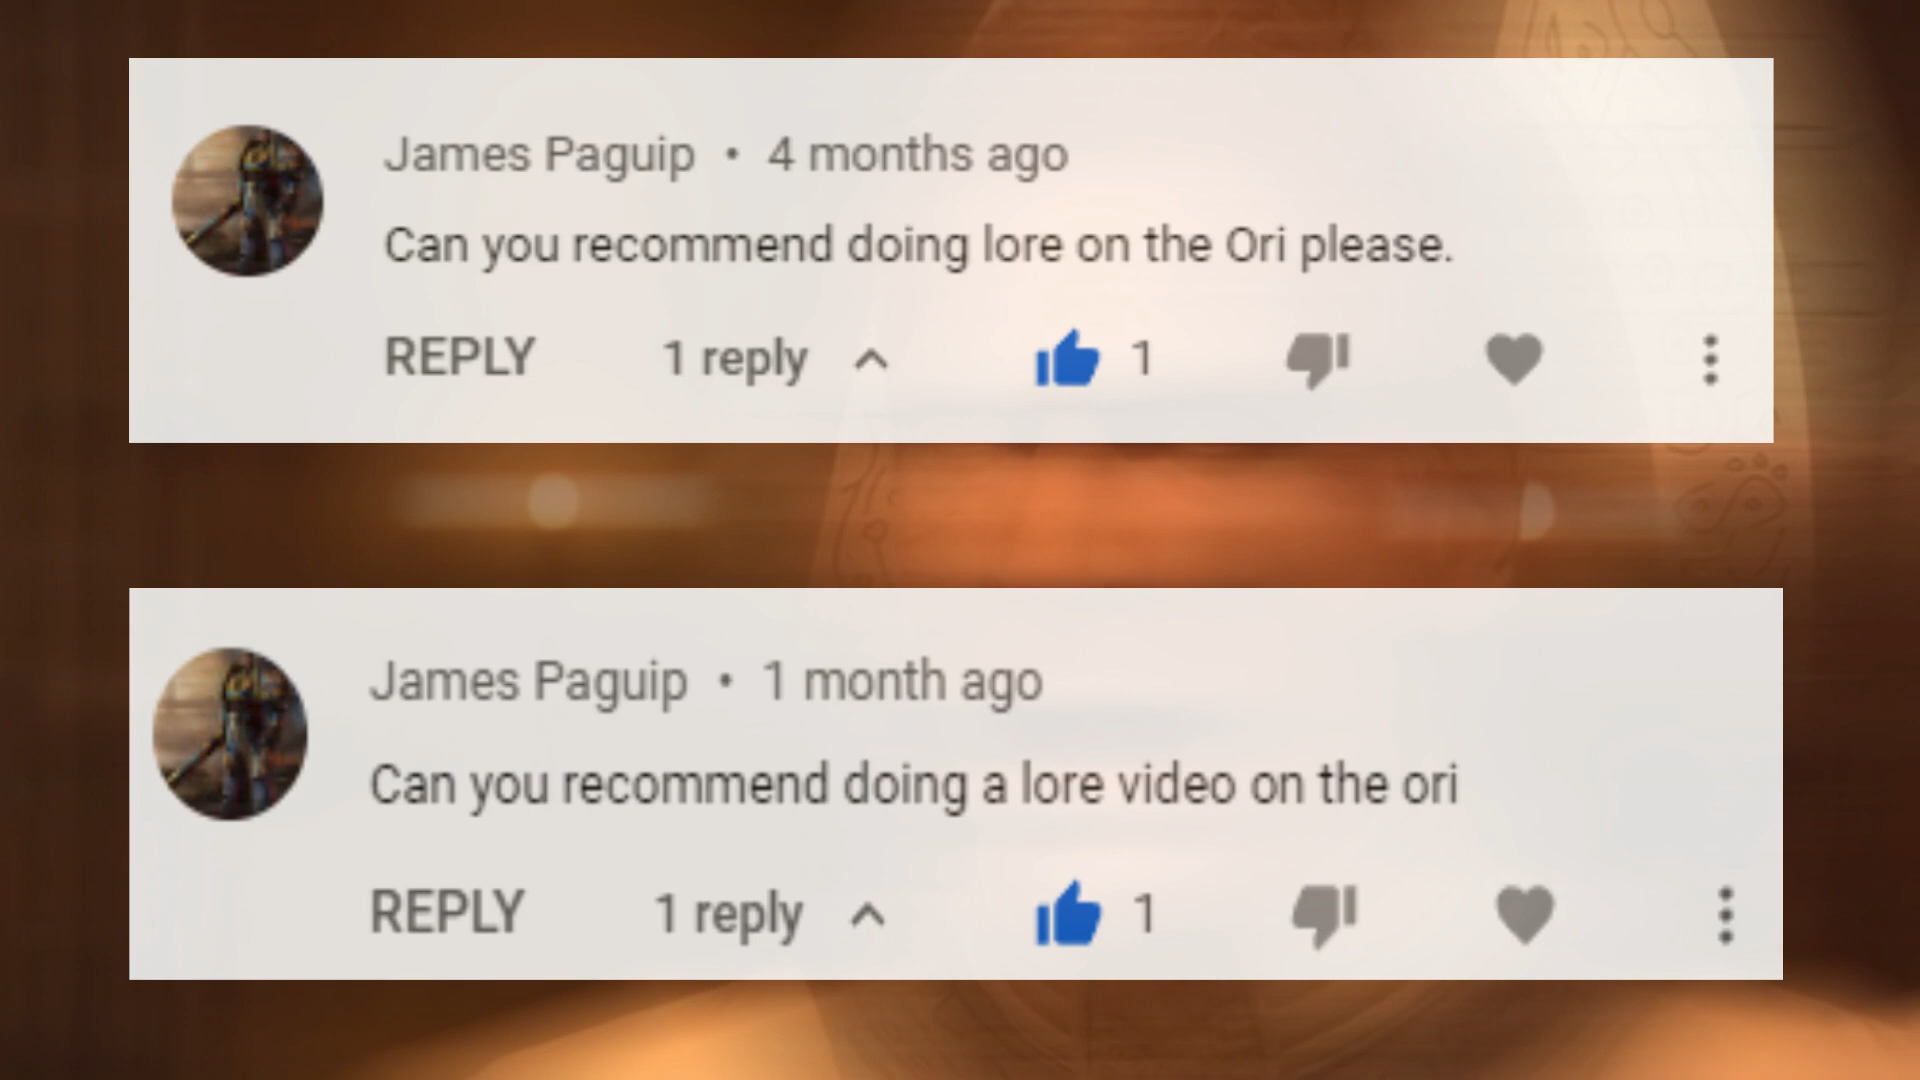 James Paguip • 4 months ago
Can you recommend doing lore on the Ori please.
REPLY 1 reply 1
James Paguip • 1 month ago
Can you recommend doing a lore video on the ori
REPLY 1 reply 1